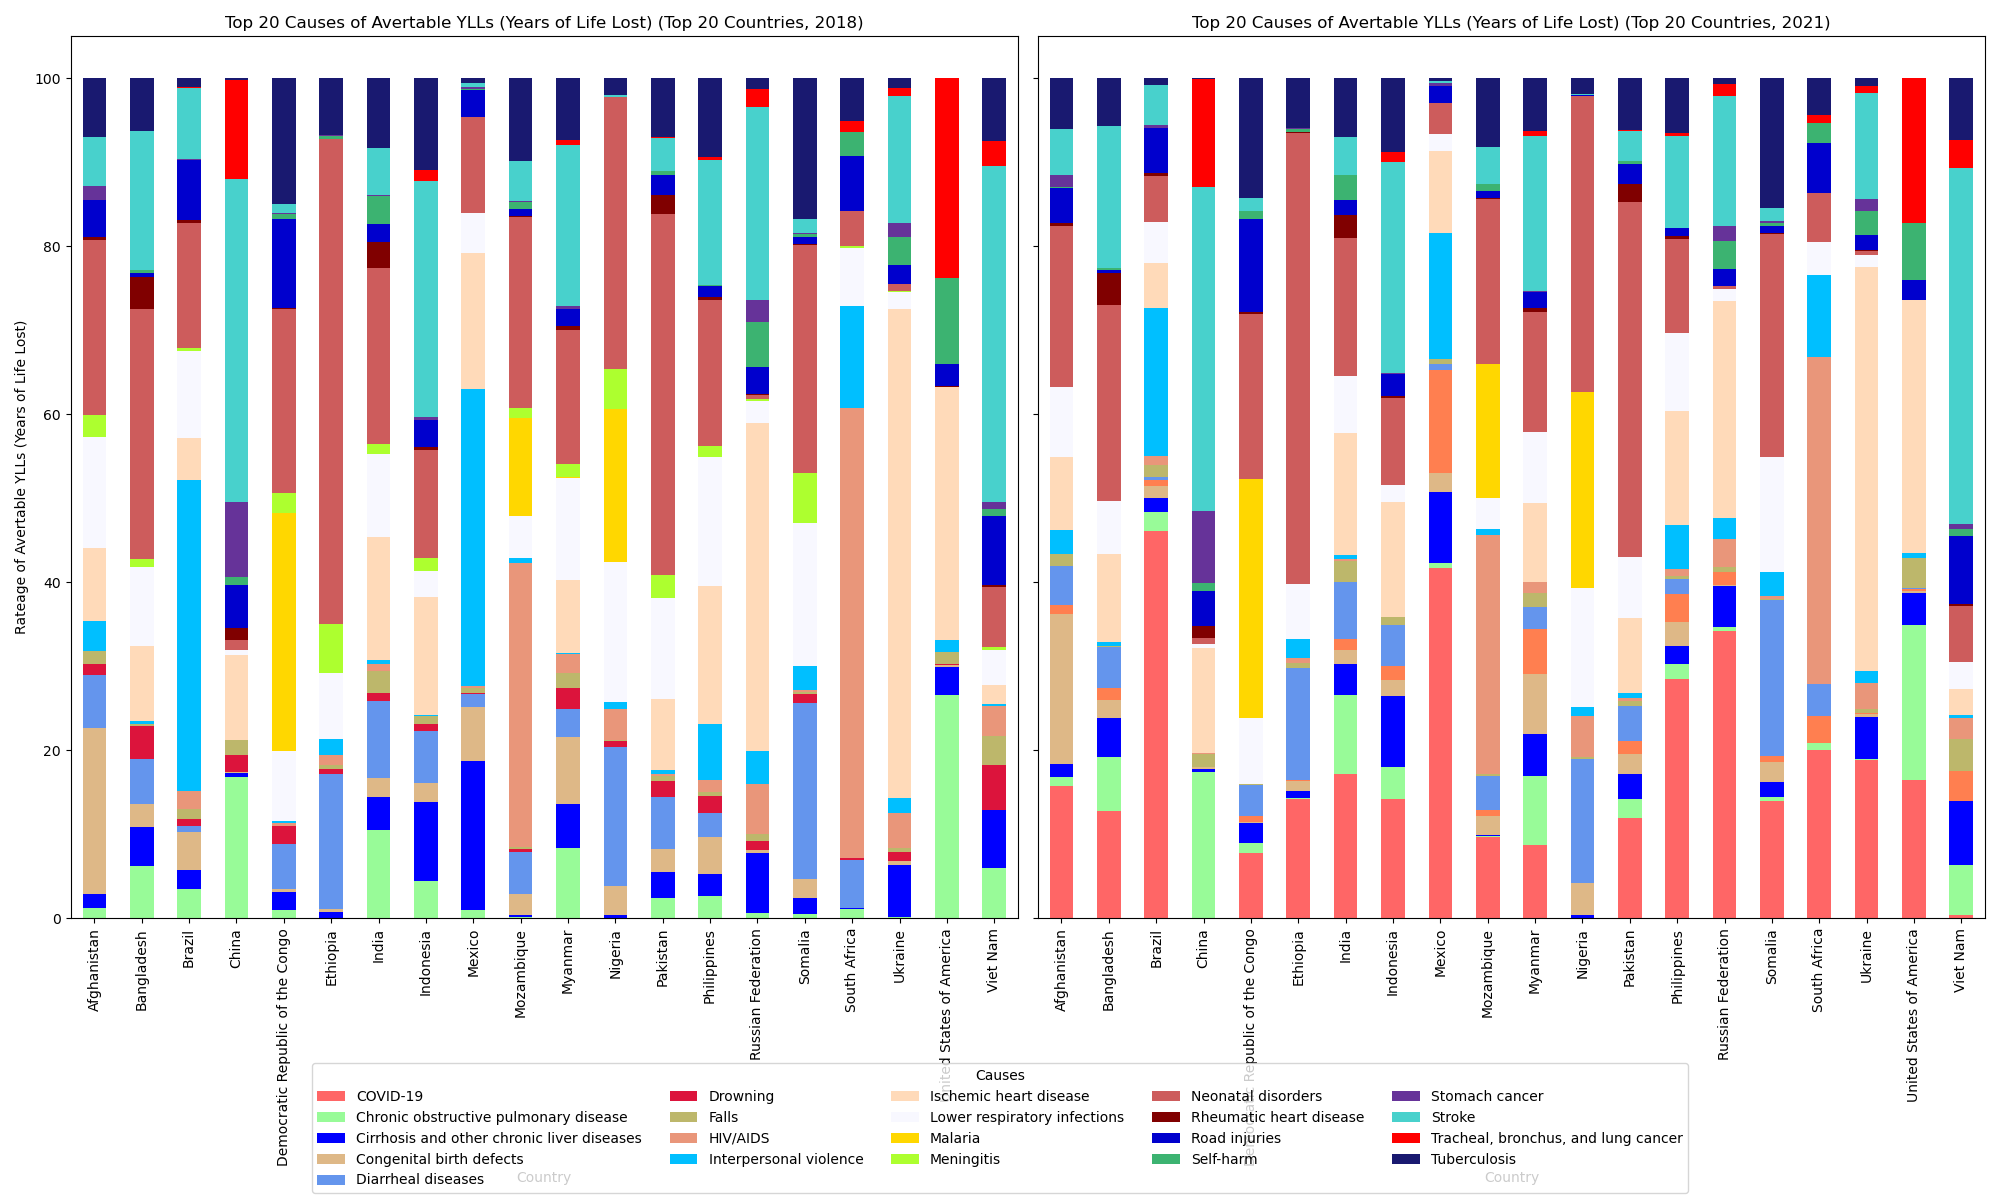 Top 20 Causes of Avertable YLLs (Years of Life Lost) (Top 20 Countries, 2018)
Top 20 Causes of Avertable YLLs (Years of Life Lost) (Top 20 Countries, 2021)
Rateage of Avertable YLLs (Years of Life Lost)
100
80
60
40
20
0
Afghanistan
Bangladesh
Brazil
China
Democratic Republic of the Congo
Ethiopia
India
Indonesia
Mexico
Mozambique
Myanmar
Nigeria
Pakistan
Philippines
Russian Federation
Somalia
South Africa
Ukraine
United States of America
Viet Nam
Afghanistan
Bangladesh
Brazil
China
Democratic Republic of the Congo
Ethiopia
India
Indonesia
Mexico
Mozambique
Myanmar
Nigeria
Pakistan
Philippines
Russian Federation
Somalia
South Africa
Ukraine
United States of America
Viet Nam
Causes
COVID-19
Chronic obstructive pulmonary disease
Cirrhosis and other chronic liver diseases
Congenital birth defects
Diarrheal diseases
Drowning
Falls
HIV/AIDS
Interpersonal violence
Ischemic heart disease
Lower respiratory infections
Malaria
Meningitis
Neonatal disorders
Rheumatic heart disease
Road injuries
Self-harm
Stomach cancer
Stroke
Tracheal, bronchus, and lung cancer
Tuberculosis
Country
Country